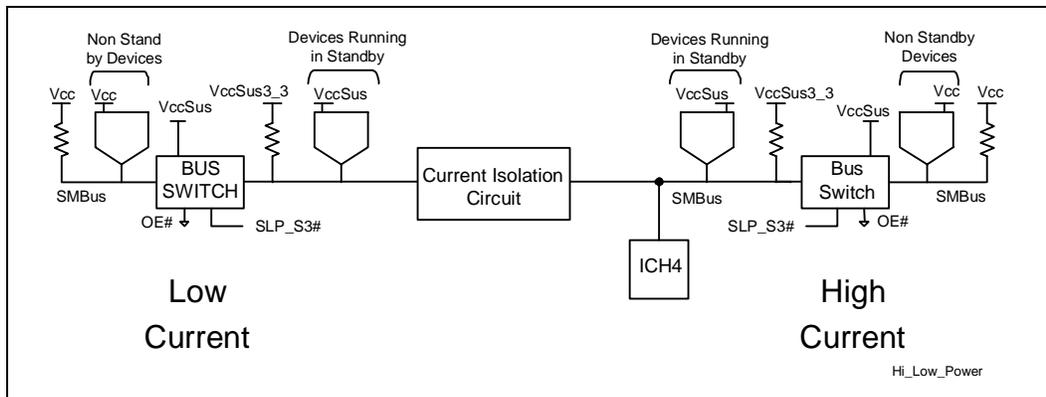 Non Stand
by Devices
Devices Running
in Standby
Devices Running
in Standby
Non Standby
Devices
Vcc
Vcc
VccSus
VccSus3_3
VccSus
VccSus
VccSus3_3
VccSus
Vcc
Vcc
BUS
SWITCH
Current Isolation
Circuit
Bus
Switch
SMBus
SMBus
SMBus
OE#
SLP_S3#
SLP_S3#
OE#
ICH4
Low
Current
High
Current
Hi_Low_Power